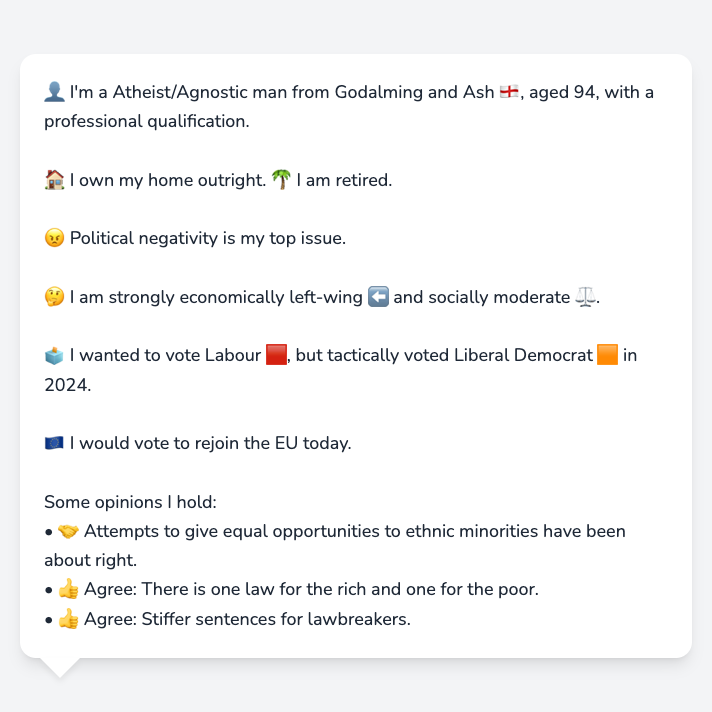 👤 I'm a Atheist/Agnostic man from Godalming and Ash 🏴󠁧󠁢󠁥󠁮󠁧󠁿, aged 94, with a
professional qualification.
🏠 I own my home outright. 🌴 I am retired.
😠 Political negativity is my top issue.
🤔 I am strongly economically left-wing ⬅️ and socially moderate ⚖️.
🗳️ I wanted to vote Labour 🟥, but tactically voted Liberal Democrat 🟧 in
2024.
🇪🇺 I would vote to rejoin the EU today.
Some opinions I hold:
• 🤝 Attempts to give equal opportunities to ethnic minorities have been
about right.
• 👍 Agree: There is one law for the rich and one for the poor.
• 👍 Agree: Stiffer sentences for lawbreakers.